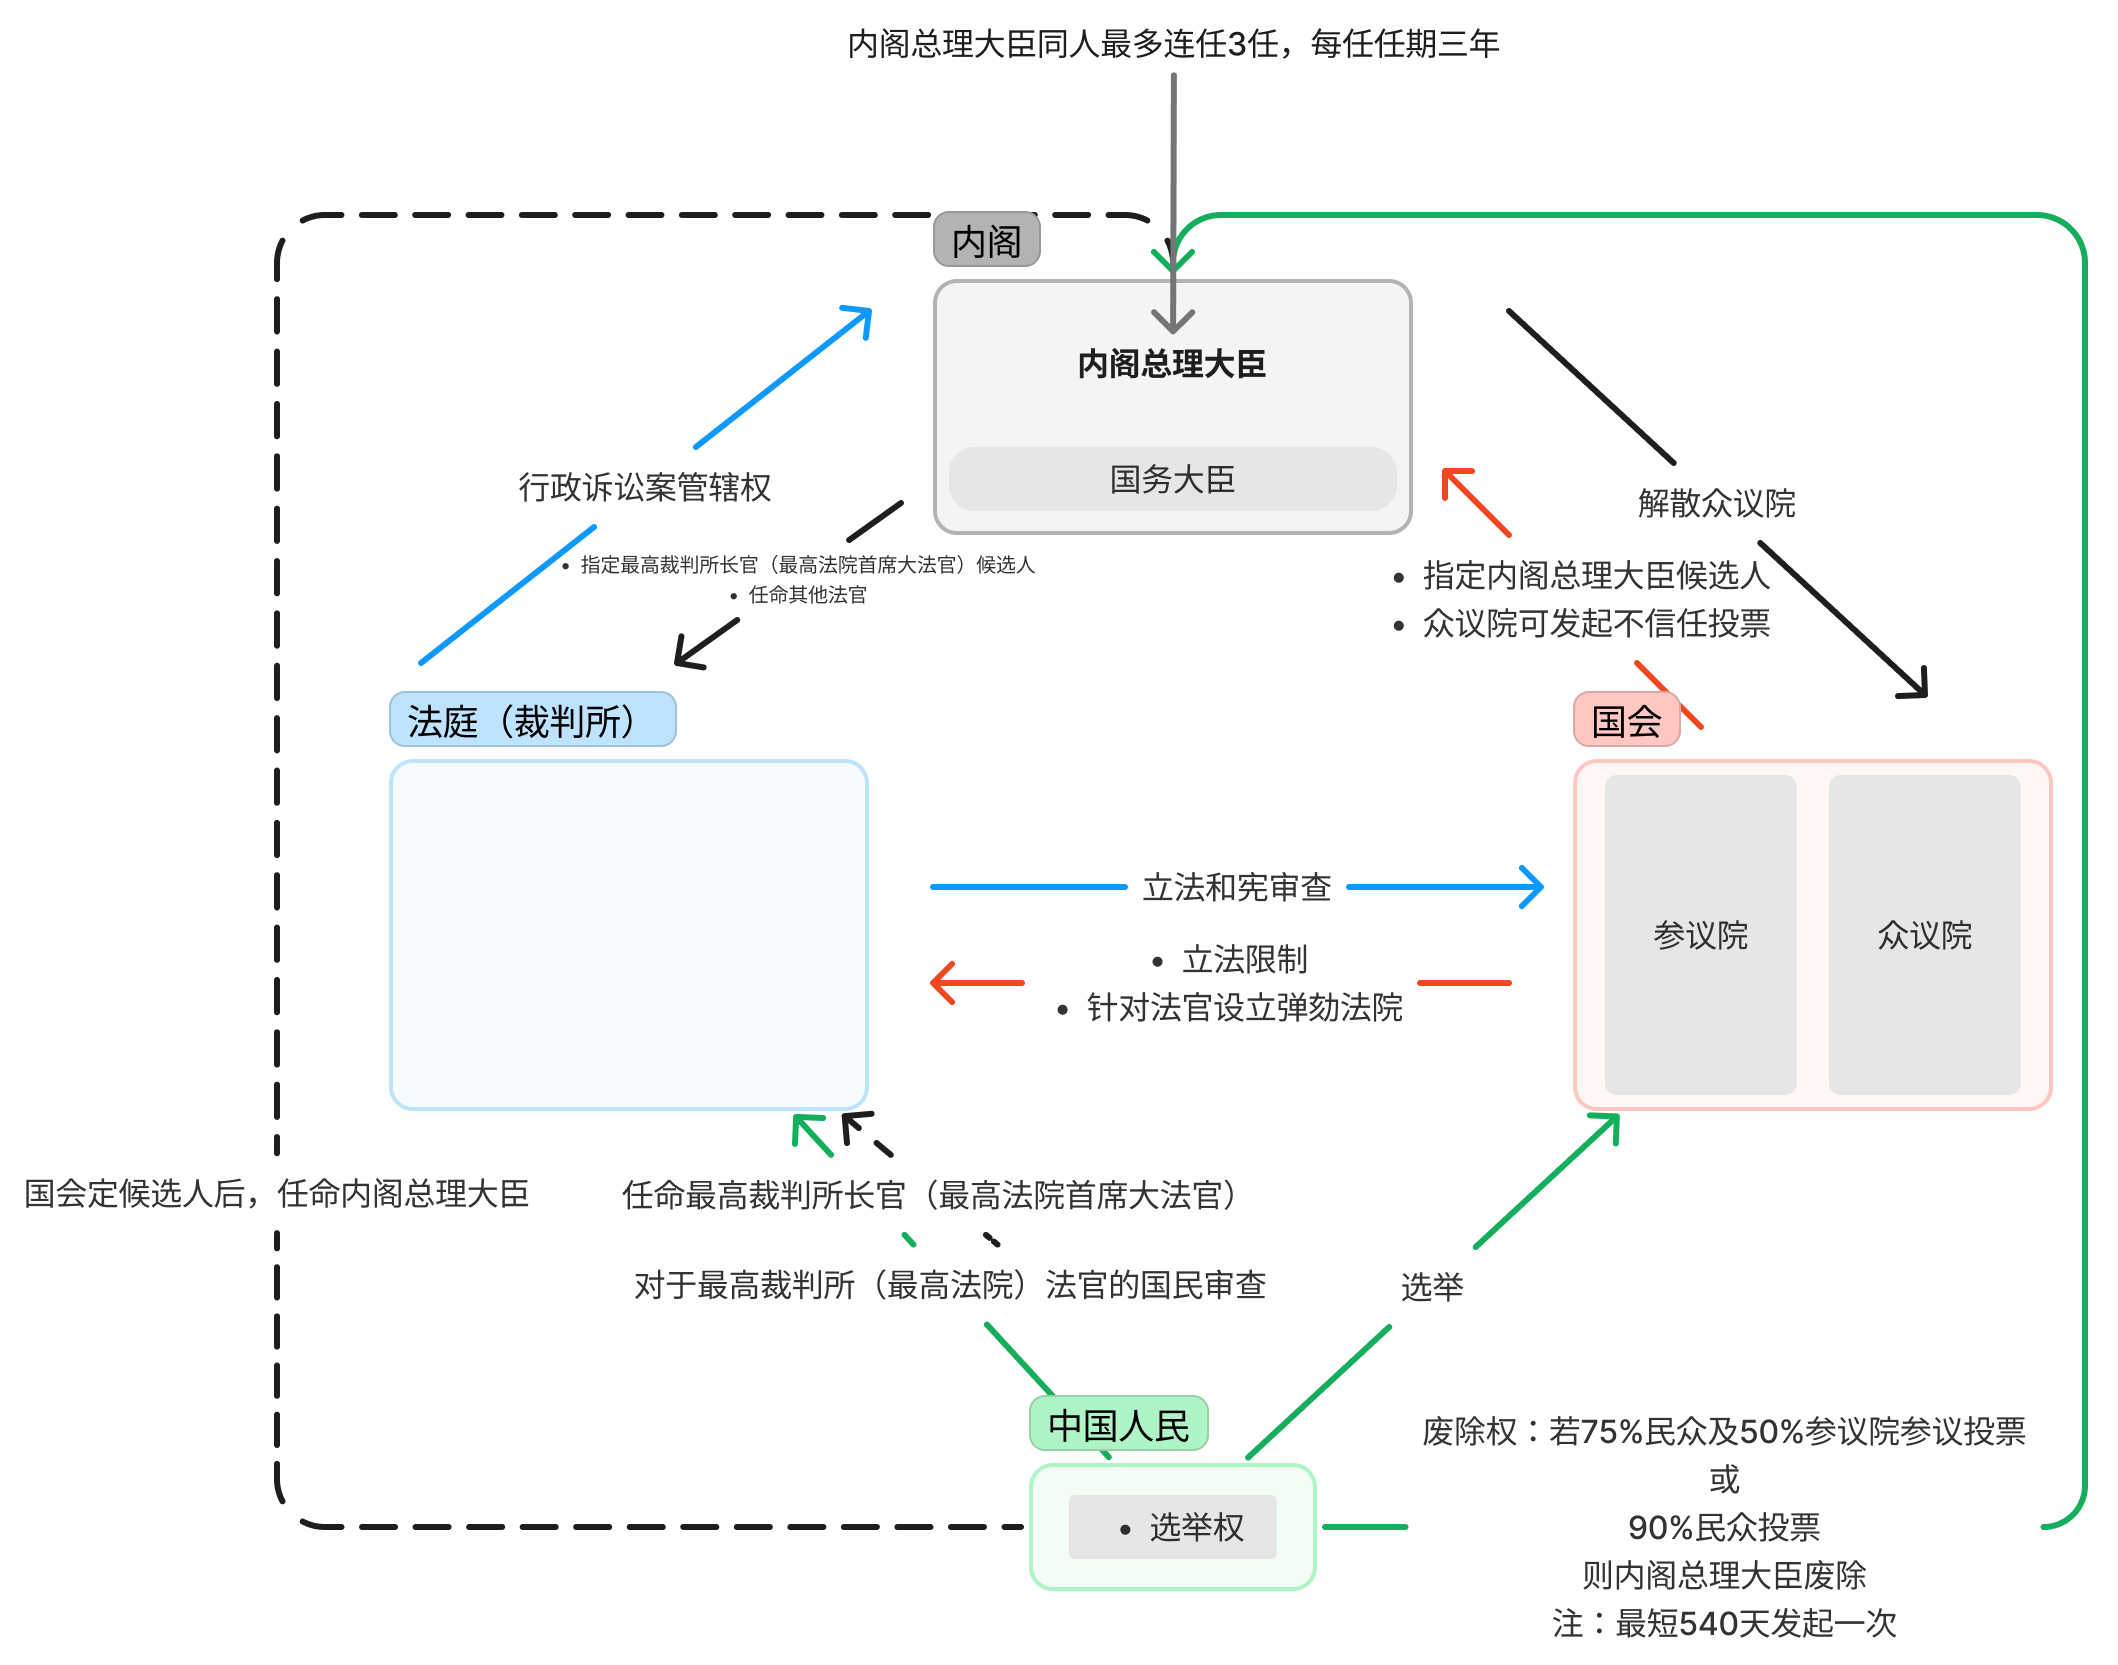 内阁总理大臣同人最多连任3任，每任任期三年
内阁
内阁总理大臣
国务大臣
行政诉讼案管辖权
• 指定最高裁判所长官（最高法院首席大法官）候选人
• 任命其他法官
解散众议院
• 指定内阁总理大臣候选人
• 众议院可发起不信任投票
法庭（裁判所）
国会
参议院
众议院
立法和宪审查
• 立法限制
• 针对法官设立弹劾法院
国会定候选人后，任命内阁总理大臣
任命最高裁判所长官（最高法院首席大法官）
对于最高裁判所（最高法院）法官的国民审查
选举
中国人民
• 选举权
废除权：若75%民众及50%参议院参议投票
或
90%民众投票
则内阁总理大臣废除
注：最短540天发起一次